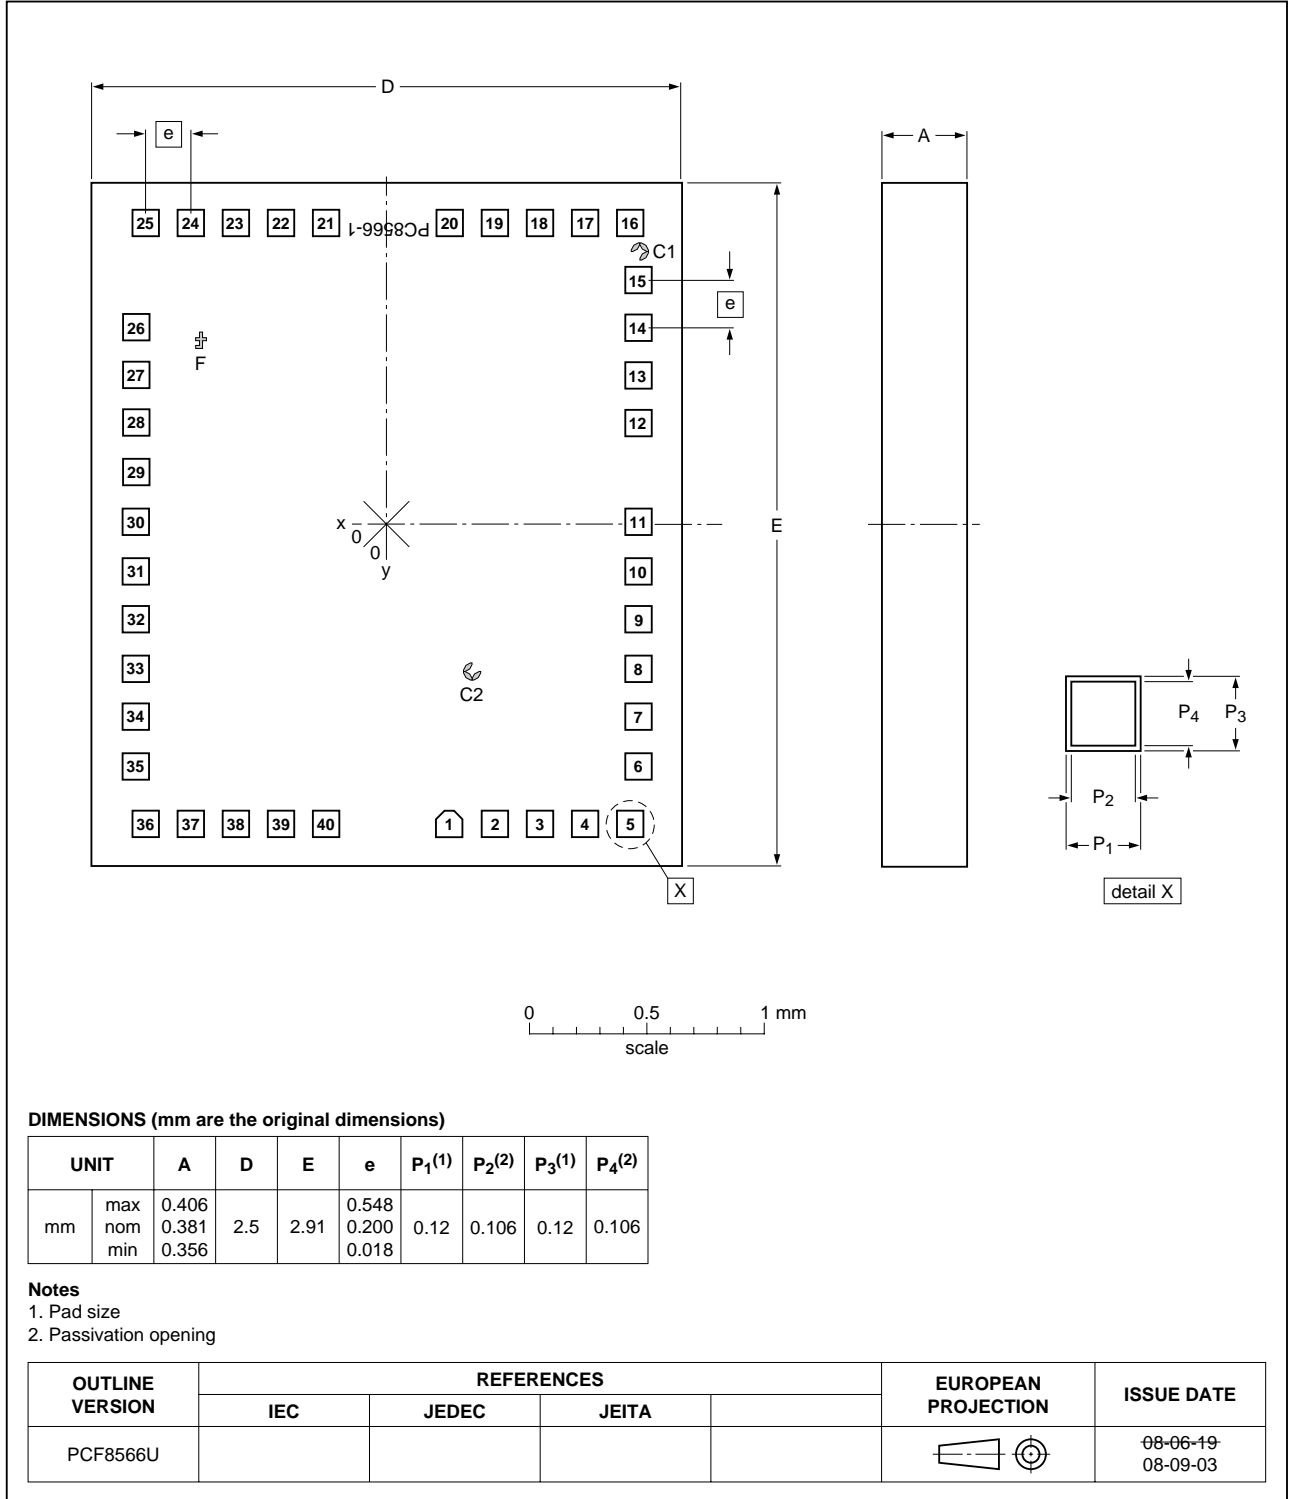 D
e
A
25 24 23 22 21 PC8566-1 20 19 18 17 16
C1
15
e
26 14
F
27 13
28 12
29
x 0 30 11 E
0
y
31 10
32 9
33 8
C2
34 7
35 6
36 37 38 39 40 1 2 3 4 5
X
P4 P3
P2
P1
detail X
0 0.5 1 mm
scale
DIMENSIONS (mm are the original dimensions)
UNIT A D E e P1(1) P2(2) P3(1) P4(2)
mm max nom min 0.406 0.381 0.356 2.5 2.91 0.548 0.200 0.018 0.12 0.106 0.12 0.106
Notes
1. Pad size
2. Passivation opening
OUTLINE VERSION REFERENCES EUROPEAN PROJECTION ISSUE DATE
IEC JEDEC JEITA
PCF8566U 08-06-19
08-09-03